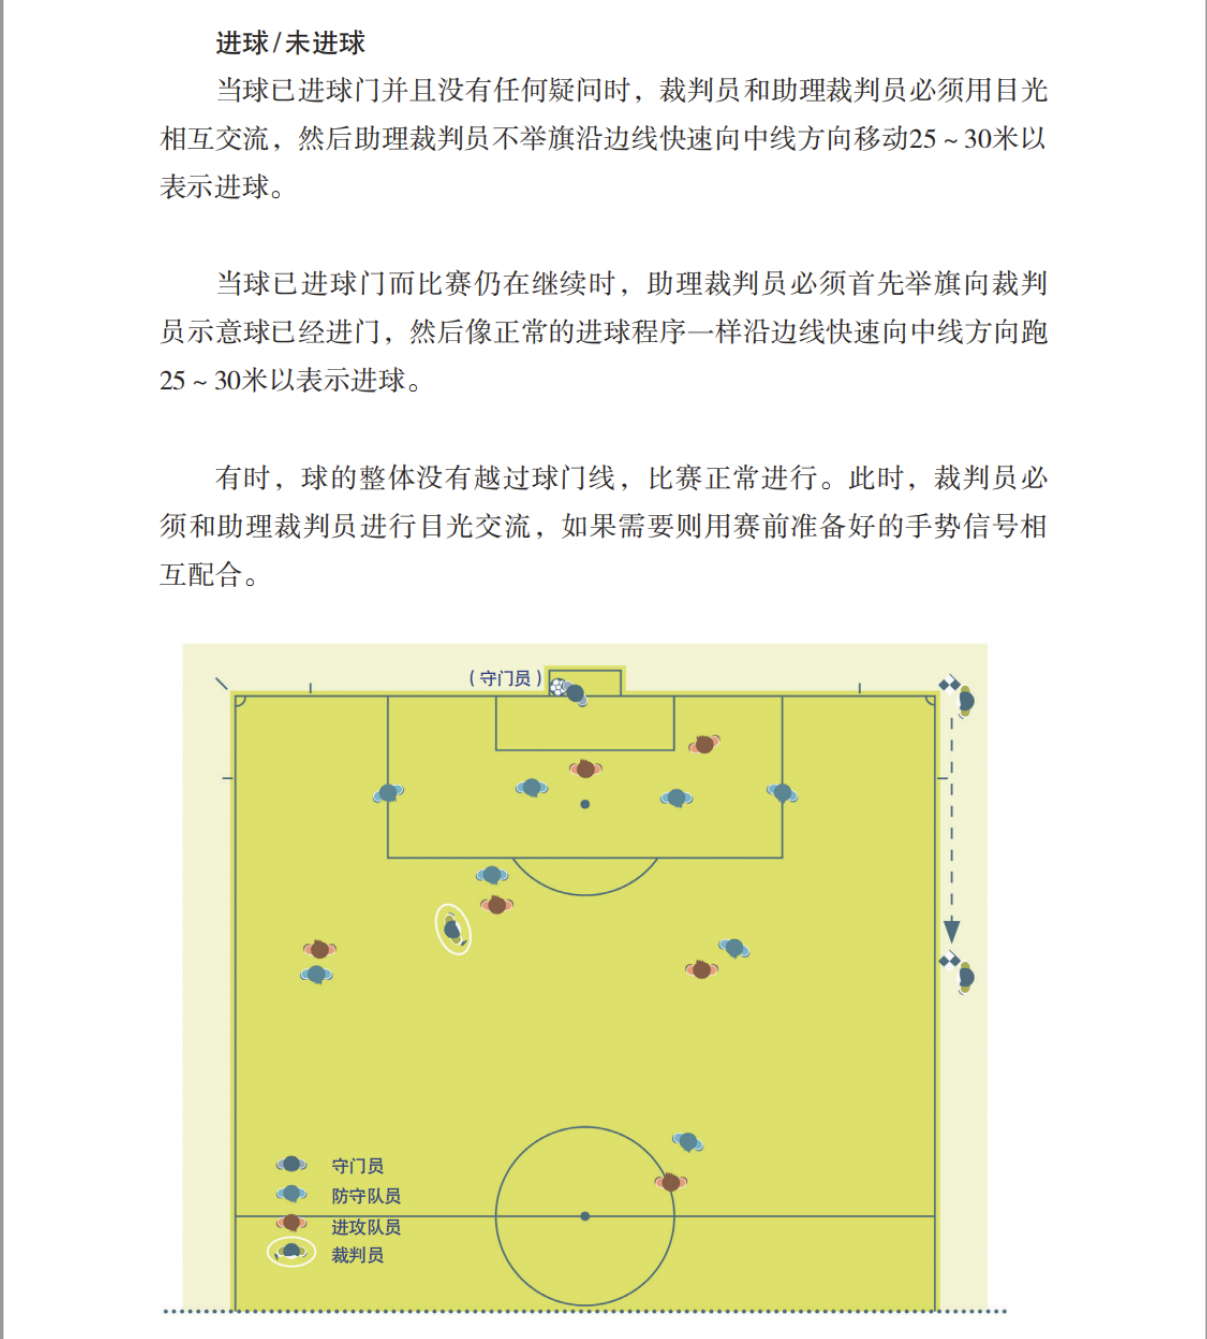 进球/未进球
当球已进球门并且没有任何疑问时，裁判员和助理裁判员必须用目光
相互交流，然后助理裁判员不举旗沿边线快速向中线方向移动25～30米以
表示进球。
当球已进球门而比赛仍在继续时，助理裁判员必须首先举旗向裁判
员示意球已经进门，然后像正常的进球程序一样沿边线快速向中线方向跑
25～30米以表示进球。
有时，球的整体没有越过球门线，比赛正常进行。此时，裁判员必
须和助理裁判员进行目光交流，如果需要则用赛前准备好的手势信号相
互配合。
（守门员）
守门员
防守队员
进攻队员
裁判员